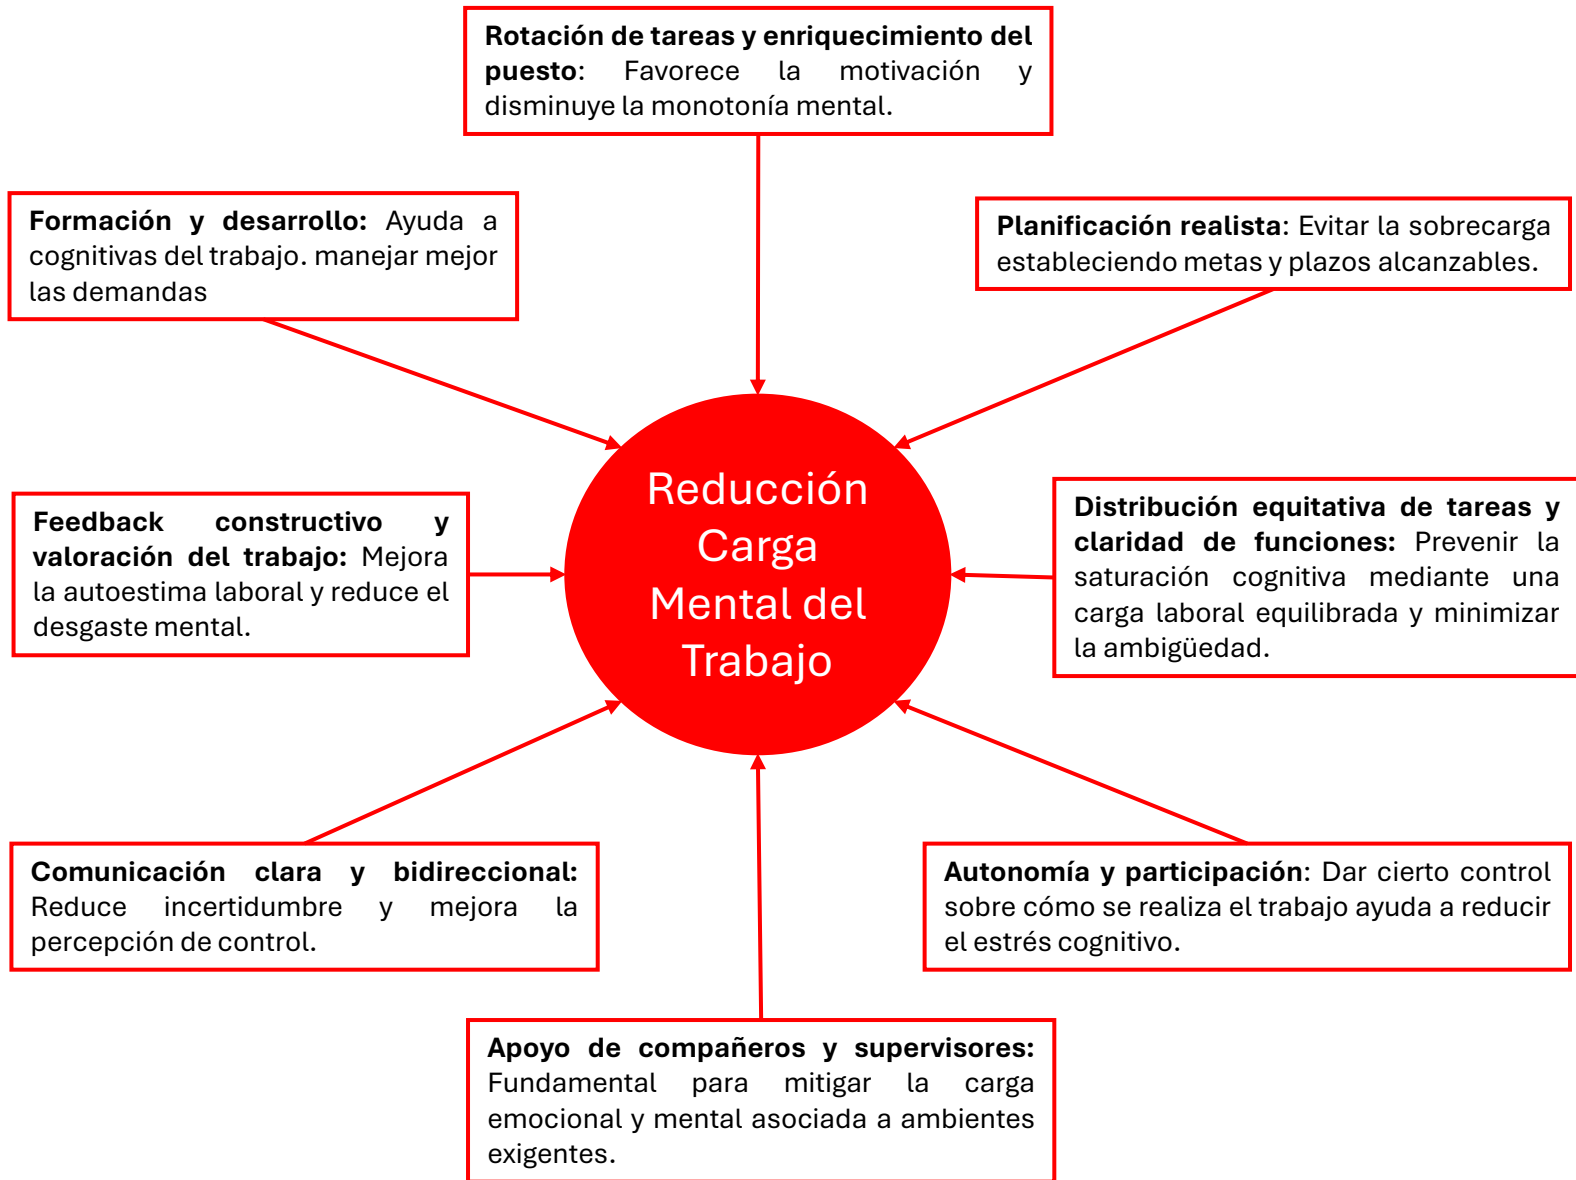 Rotación de tareas y enriquecimiento del
puesto: Favorece la motivación y
disminuye la monotonía mental.
Formación y desarrollo: Ayuda a
cognitivas del trabajo. manejar mejor
las demandas
Planificación realista: Evitar la sobrecarga
estableciendo metas y plazos alcanzables.
Reducción
Carga
Mental del
Trabajo
Feedback constructivo y
valoración del trabajo: Mejora
la autoestima laboral y reduce el
desgaste mental.
Distribución equitativa de tareas y
claridad de funciones: Prevenir la
saturación cognitiva mediante una
carga laboral equilibrada y minimizar
la ambigüedad.
Comunicación clara y bidireccional:
Reduce incertidumbre y mejora la
percepción de control.
Autonomía y participación: Dar cierto control
sobre cómo se realiza el trabajo ayuda a reducir
el estrés cognitivo.
Apoyo de compañeros y supervisores:
Fundamental para mitigar la carga
emocional y mental asociada a ambientes
exigentes.